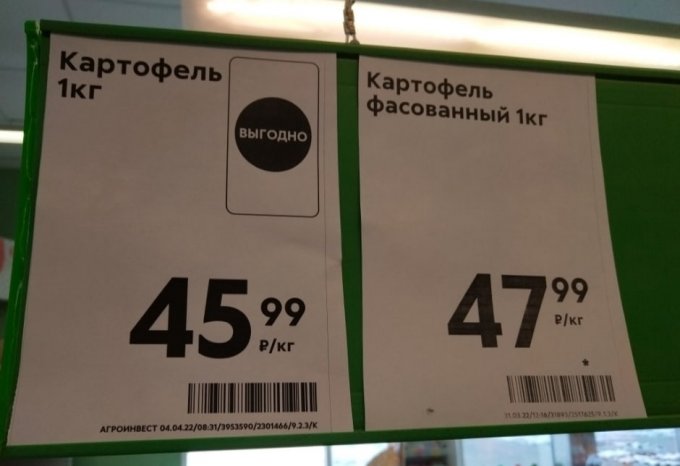 Картофель
1кг
ВЫГОДНО
45 99
₽/кг
АГРОИНВЕСТ 04.04.22/08:31/3953590/2301466/9.2.3/К
Картофель
фасованный 1кг
47 99
₽/кг
*